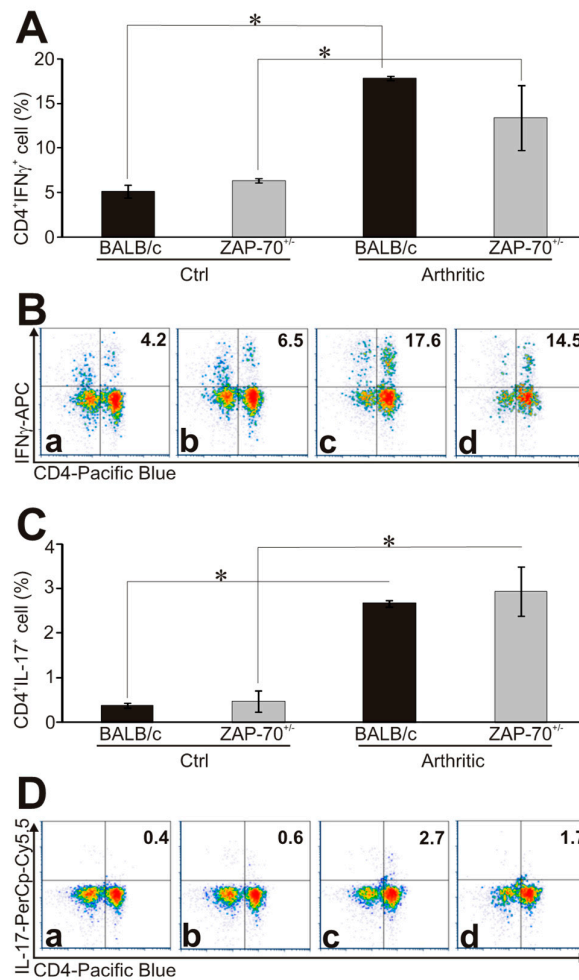 A
*
*
20
15
10
5
0
CD4⁺IFNγ⁺ cell (%)
BALB/c ZAP-70⁺/⁻ BALB/c ZAP-70⁺/⁻
Ctrl Arthritic
B
4.2 6.5 17.6 14.5
IFNγ-APC
a b c d
CD4-Pacific Blue
C
*
*
4
3
2
1
0
CD4⁺IL-17⁺ cell (%)
BALB/c ZAP-70⁺/⁻ BALB/c ZAP-70⁺/⁻
Ctrl Arthritic
D
0.4 0.6 2.7 1.7
IL-17-PerCp-Cy5.5
a b c d
CD4-Pacific Blue